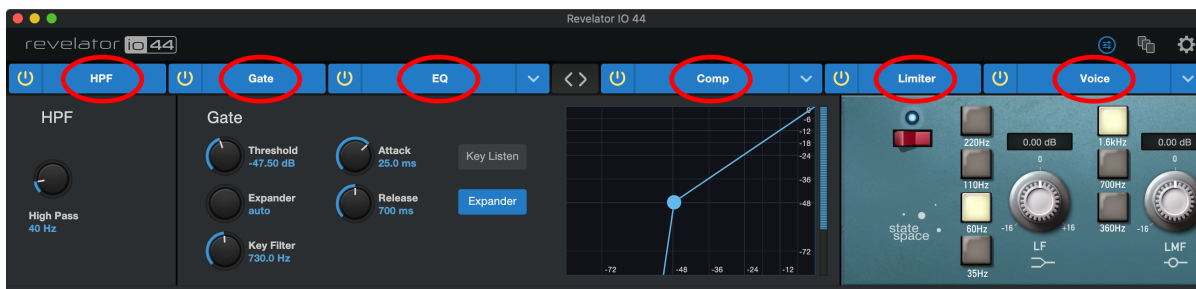 Revelator IO 44
revelator io 44
HPF
Gate
EQ
Comp
Limiter
Voice
HPF
High Pass
40 Hz
Gate
Threshold
-47.50 dB
Attack
25.0 ms
Key Listen
Expander
auto
Release
700 ms
Expander
Key Filter
730.0 Hz
0
-6
-12
-18
-24
-36
-48
-72
-72 -48 -36 -24 -12
state
space
220Hz
110Hz
60Hz
35Hz
0.00 dB
0
-16 +16
LF
1.6kHz
700Hz
360Hz
0.00 dB
0
-16
LMF